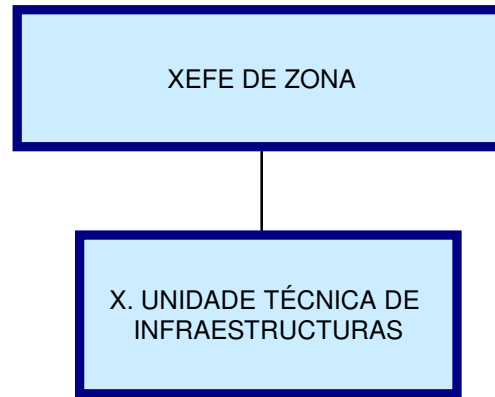 XEFE DE ZONA
X. UNIDADE TÉCNICA DE
INFRAESTRUCTURAS